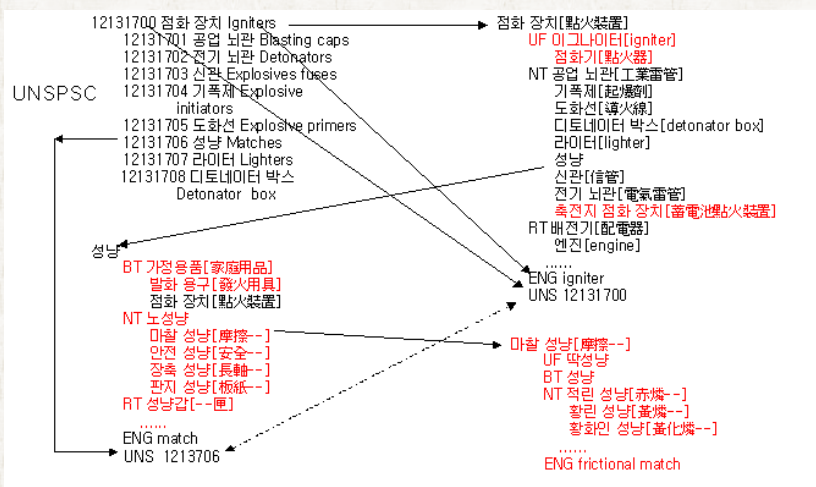 12131700 점화 장치 Igniters
12131701 공업 뇌관 Blasting caps
12131702 전기 뇌관 Detonators
12131703 신관 Explosives fuses
12131704 기폭제 Explosive
initiators
12131705 도화선 Explosive primers
12131706 성냥 Matches
12131707 라이터 Lighters
12131708 디토네이터 박스
Detonator box
UNSPSC
점화 장치[點火裝置]
UF 이그나이터[igniter]
점화기[點火器]
NT 공업 뇌관[工業雷管]
기폭제[起爆劑]
도화선[導火線]
디토네이터 박스[detonator box]
라이터[lighter]
성냥
신관[信管]
전기 뇌관[電氣雷管]
축전지 점화 장치[蓄電池點火裝置]
RT 배전기[配電器]
엔진[engine]
......
ENG igniter
UNS 12131700
성냥
BT 가정용품[家庭用品]
발화 용구[發火用具]
점화 장치[點火裝置]
NT 노성냥
마찰 성냥[摩擦--]
안전 성냥[安全--]
장축 성냥[長軸--]
판지 성냥[板紙--]
RT 성냥갑[--匣]
......
ENG match
UNS 1213706
마찰 성냥[摩擦--]
UF 딱성냥
BT 성냥
NT 적린 성냥[赤燐--]
황린 성냥[黃燐--]
황화인 성냥[黃化燐--]
......
ENG frictional match